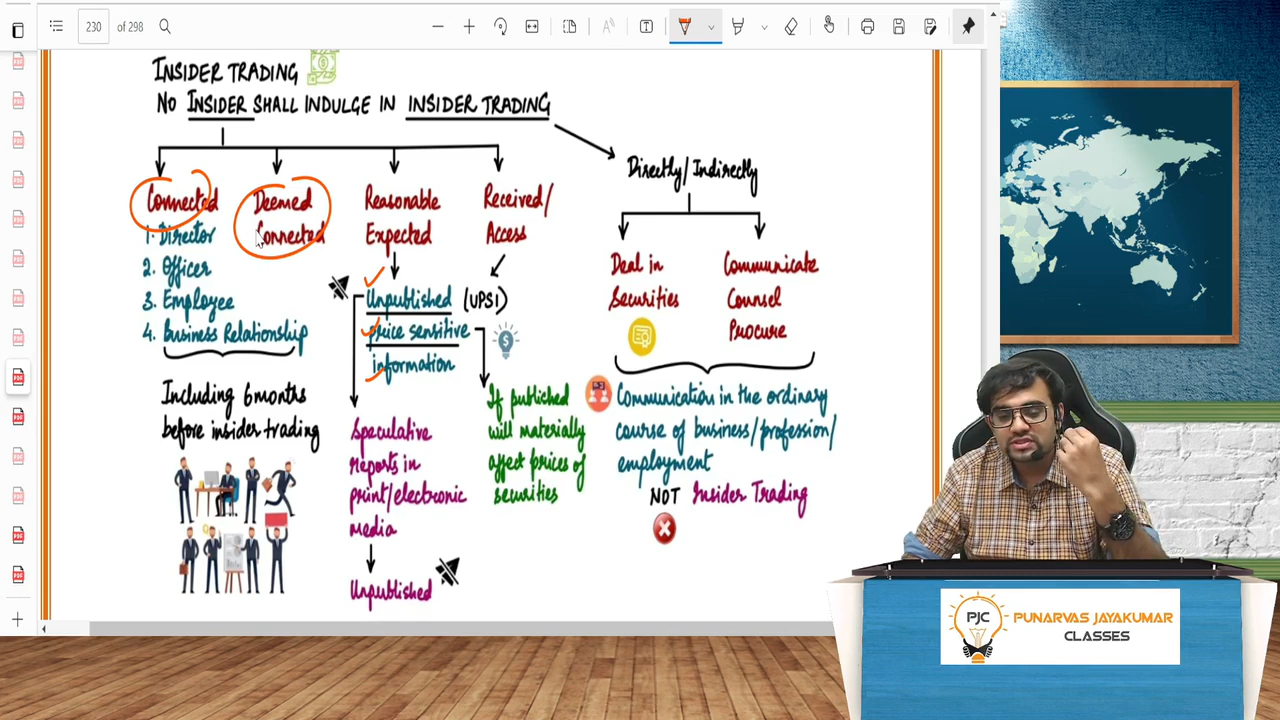 230 of 298
INSIDER TRADING
No INSIDER SHALL INDULGE IN INSIDER TRADING
Connected
1. Director
2. Officer
3. Employee
4. Business Relationship
Including 6 months
before insider trading
Deemed
Connected
Reasonable
Expected
Unpublished (UPSI)
price sensitive
information
Speculative
reports in
print/electronic
media
Unpublished
Received/
Access
If published
will materially
affect prices of
securities
Directly/Indirectly
Deal in
Securities
Communicate
Counsel
Procure
Communication in the ordinary
course of business/profession/
employment
NOT Insider Trading
PJC
PUNARVAS JAYAKUMAR
CLASSES